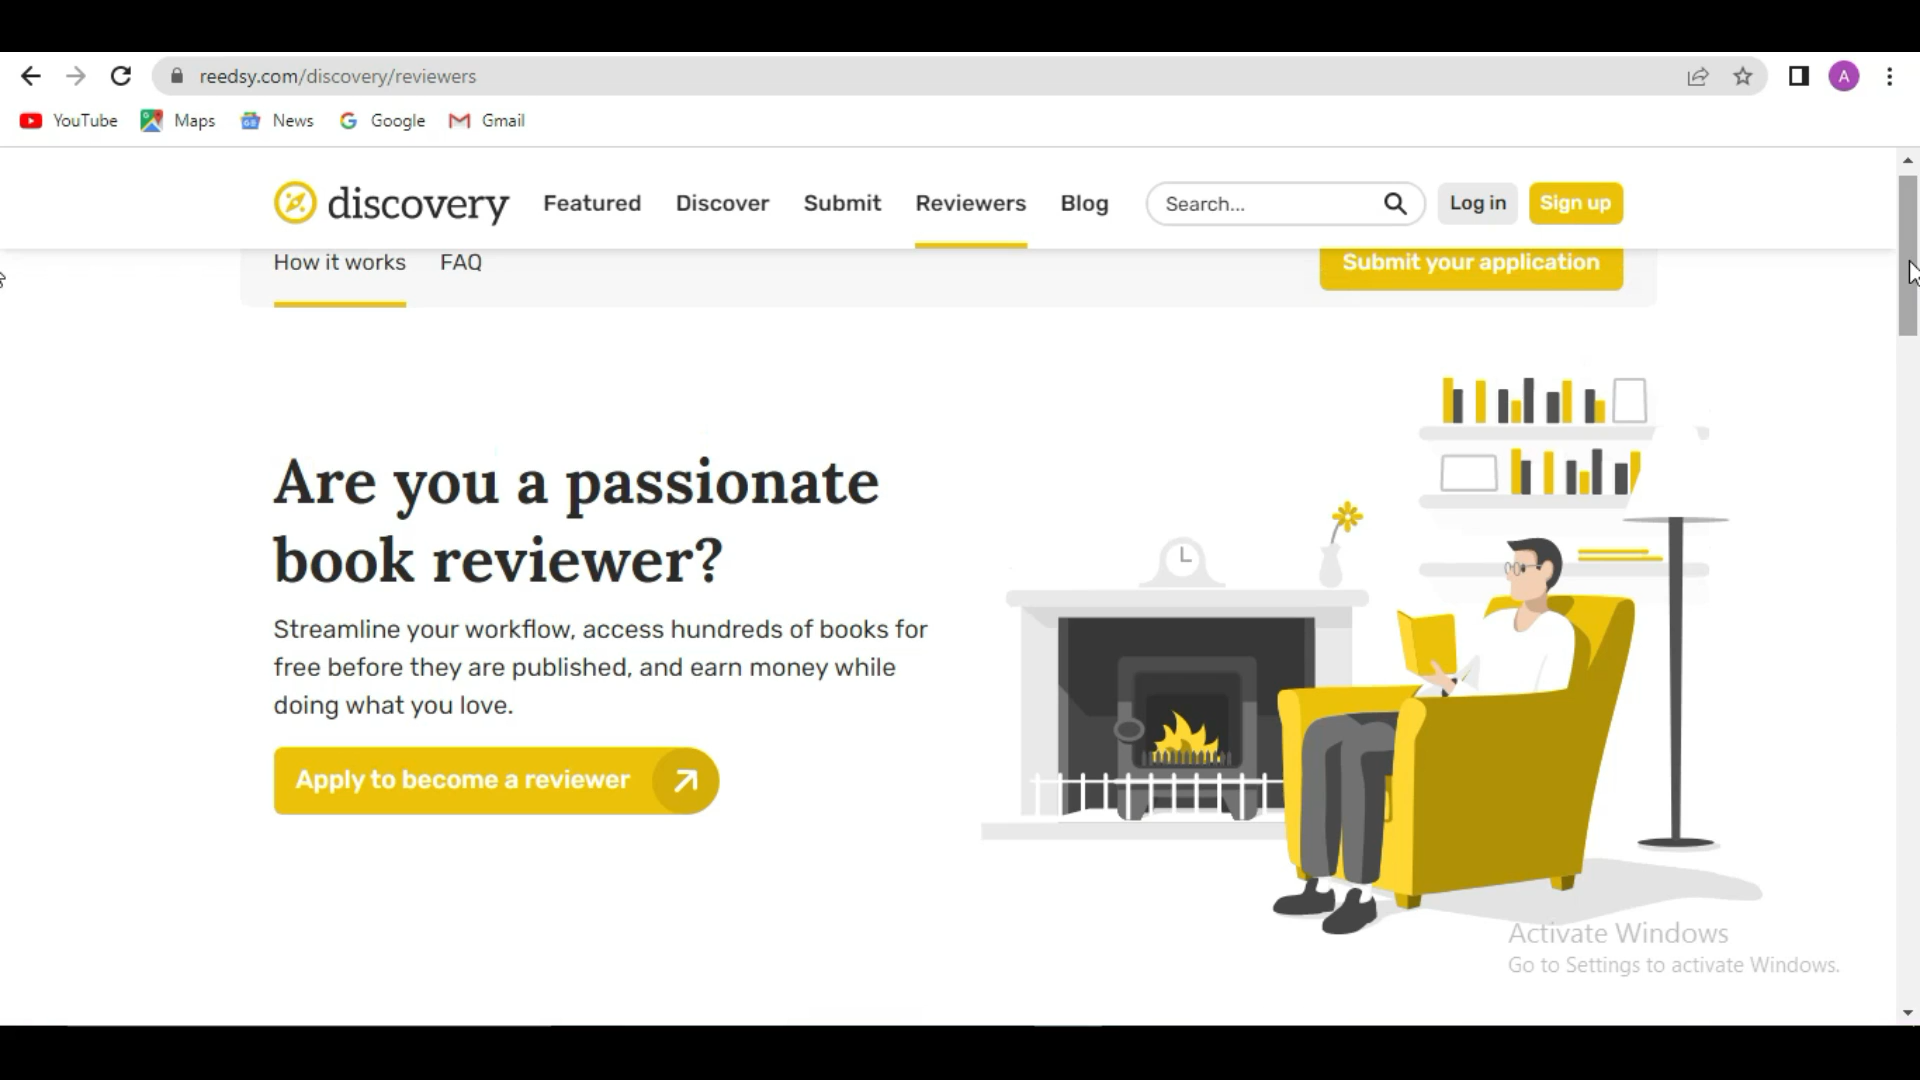 reedsy.com/discovery/reviewers
A
YouTube Maps News Google Gmail
discovery Featured Discover Submit Reviewers Blog Search... Log in Sign up
How it works FAQ Submit your application
Are you a passionate
book reviewer?
Streamline your workflow, access hundreds of books for
free before they are published, and earn money while
doing what you love.
Apply to become a reviewer
Activate Windows
Go to Settings to activate Windows.